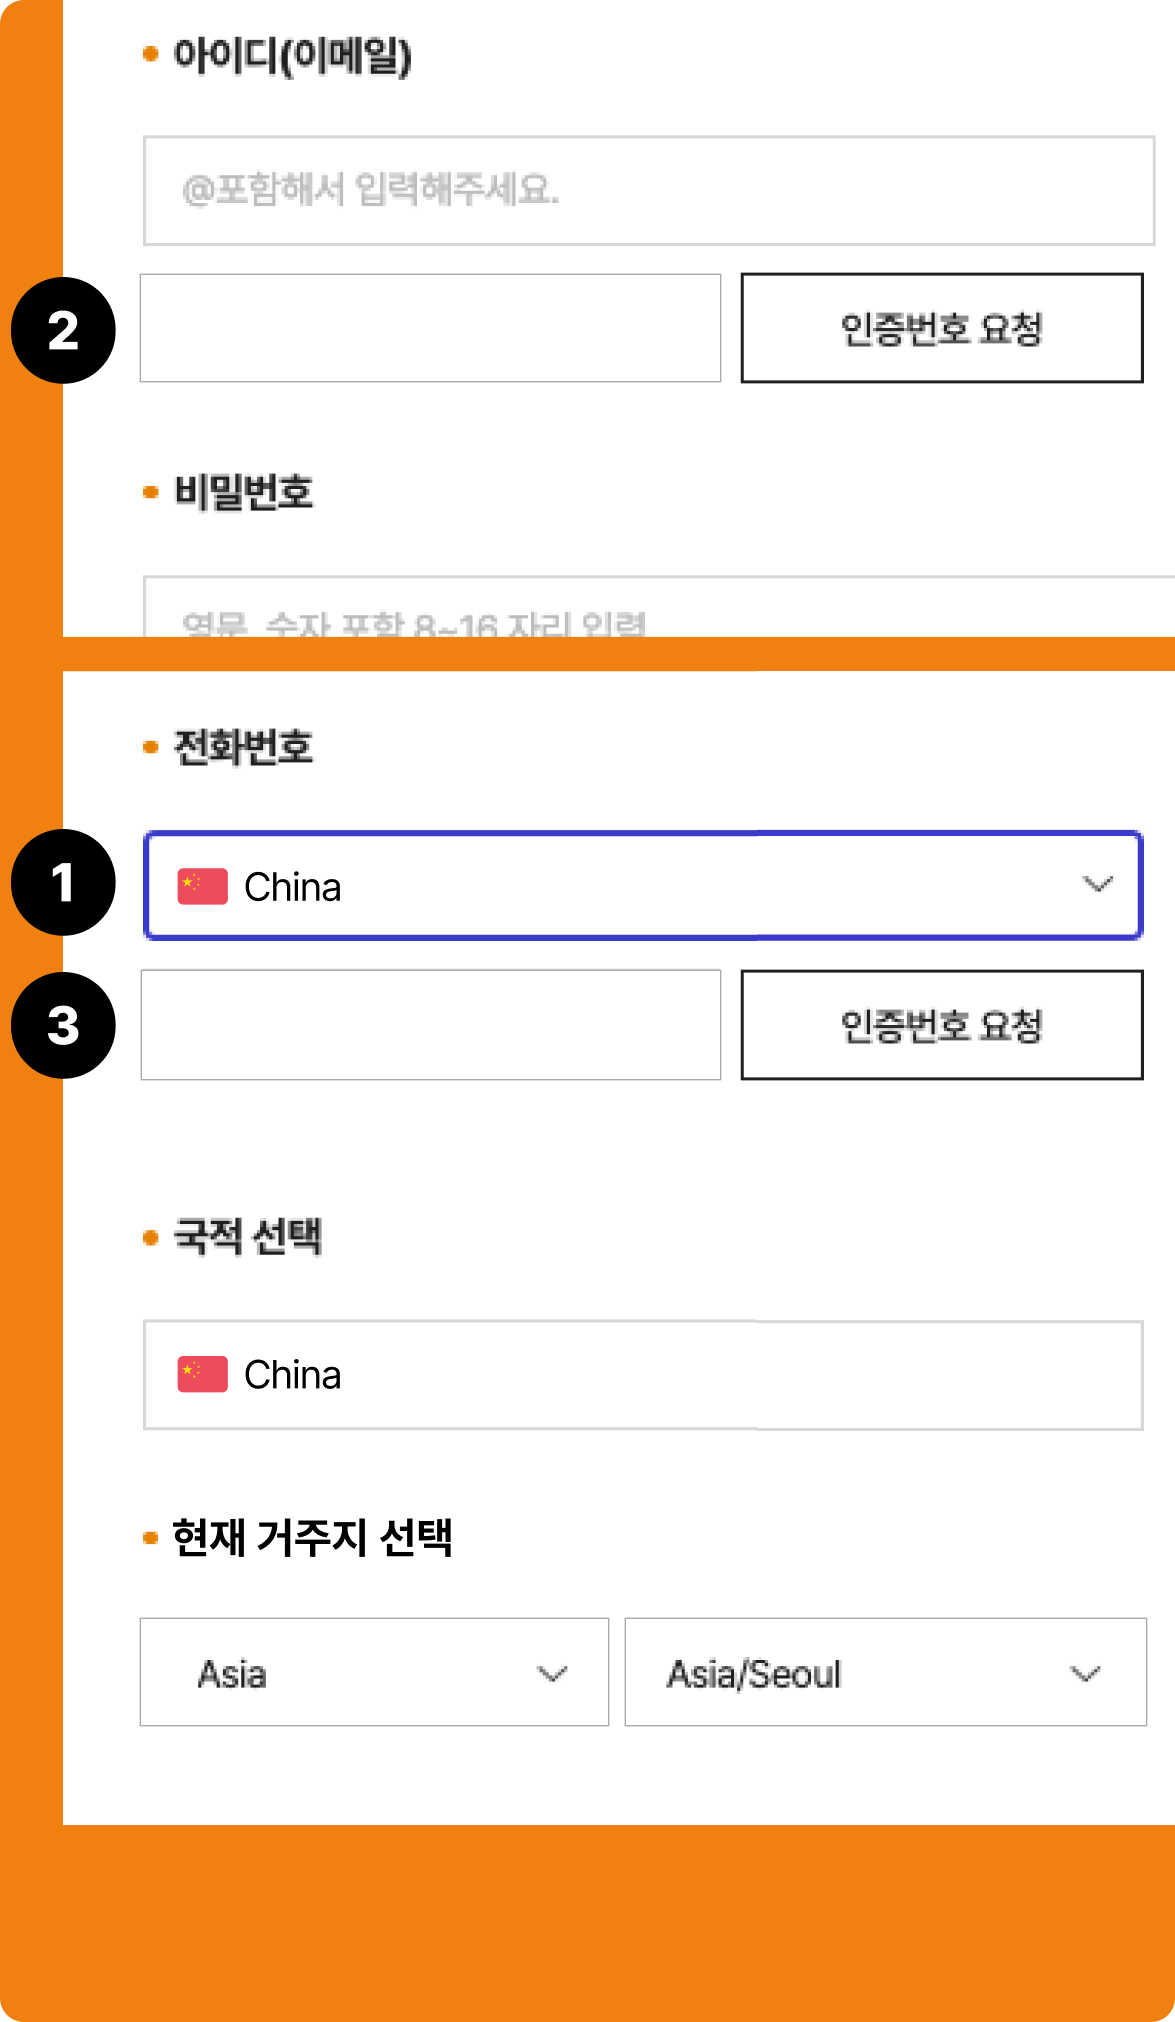 아이디(이메일)
@포함해서 입력해주세요.
2
인증번호 요청
비밀번호
영문, 숫자 포함 8~16 자리 입력
전화번호
1
China
3
인증번호 요청
국적 선택
China
현재 거주지 선택
Asia
Asia/Seoul